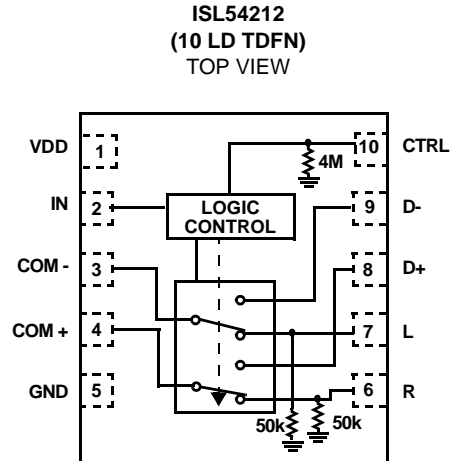 ISL54212
(10 LD TDFN)
TOP VIEW
VDD 1 10 CTRL
4M
IN 2 LOGIC CONTROL 9 D-
COM - 3 8 D+
COM + 4 7 L
GND 5 6 R
50k 50k